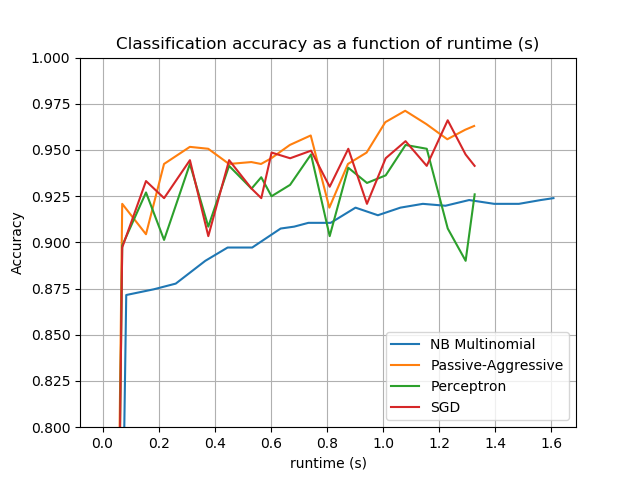 Classification accuracy as a function of runtime (s)
1.000
0.975
0.950
0.925
0.900
0.875
0.850
0.825
0.800
Accuracy
NB Multinomial
Passive-Aggressive
Perceptron
SGD
0.0 0.2 0.4 0.6 0.8 1.0 1.2 1.4 1.6
runtime (s)